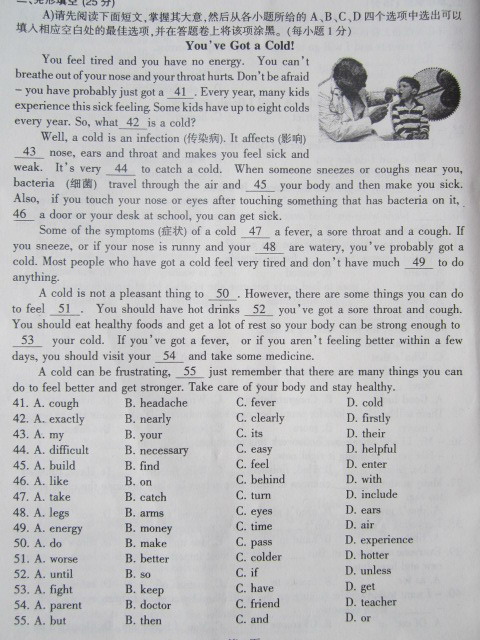 二、完形填空 (25 分)
A)请先阅读下面短文,掌握其大意,然后从各小题所给的 A、B、C、D 四个选项中选出可以
填入相应空白处的最佳选项,并在答题卷上将该项涂黑。(每小题 1 分)
You've Got a Cold!
You feel tired and you have no energy. You can't
breathe out of your nose and your throat hurts. Don't be afraid
– you have probably just got a 41 . Every year, many kids
experience this sick feeling. Some kids have up to eight colds
every year. So, what 42 is a cold?
Well, a cold is an infection (传染病). It affects (影响)
43 nose, ears and throat and makes you feel sick and
weak. It's very 44 to catch a cold. When someone sneezes or coughs near you,
bacteria (细菌) travel through the air and 45 your body and then make you sick.
Also, if you touch your nose or eyes after touching something that has bacteria on it,
46 a door or your desk at school, you can get sick.
Some of the symptoms (症状) of a cold 47 a fever, a sore throat and a cough. If
you sneeze, or if your nose is runny and your 48 are watery, you've probably got a
cold. Most people who have got a cold feel very tired and don't have much 49 to do
anything.
A cold is not a pleasant thing to 50 . However, there are some things you can do
to feel 51 . You should have hot drinks 52 you've got a sore throat and cough.
You should eat healthy foods and get a lot of rest so your body can be strong enough to
53 your cold. If you've got a fever, or if you aren't feeling better within a few
days, you should visit your 54 and take some medicine.
A cold can be frustrating, 55 just remember that there are many things you can
do to feel better and get stronger. Take care of your body and stay healthy.
41. A. cough B. headache C. fever D. cold
42. A. exactly B. nearly C. clearly D. firstly
43. A. my B. your C. its D. their
44. A. difficult B. necessary C. easy D. helpful
45. A. build B. find C. feel D. enter
46. A. like B. on C. behind D. with
47. A. take B. catch C. turn D. include
48. A. legs B. arms C. eyes D. ears
49. A. energy B. money C. time D. air
50. A. do B. make C. pass D. experience
51. A. worse B. better C. colder D. hotter
52. A. until B. so C. if D. unless
53. A. fight B. keep C. have D. get
54. A. parent B. doctor C. friend D. teacher
55. A. but B. then C. and D. or